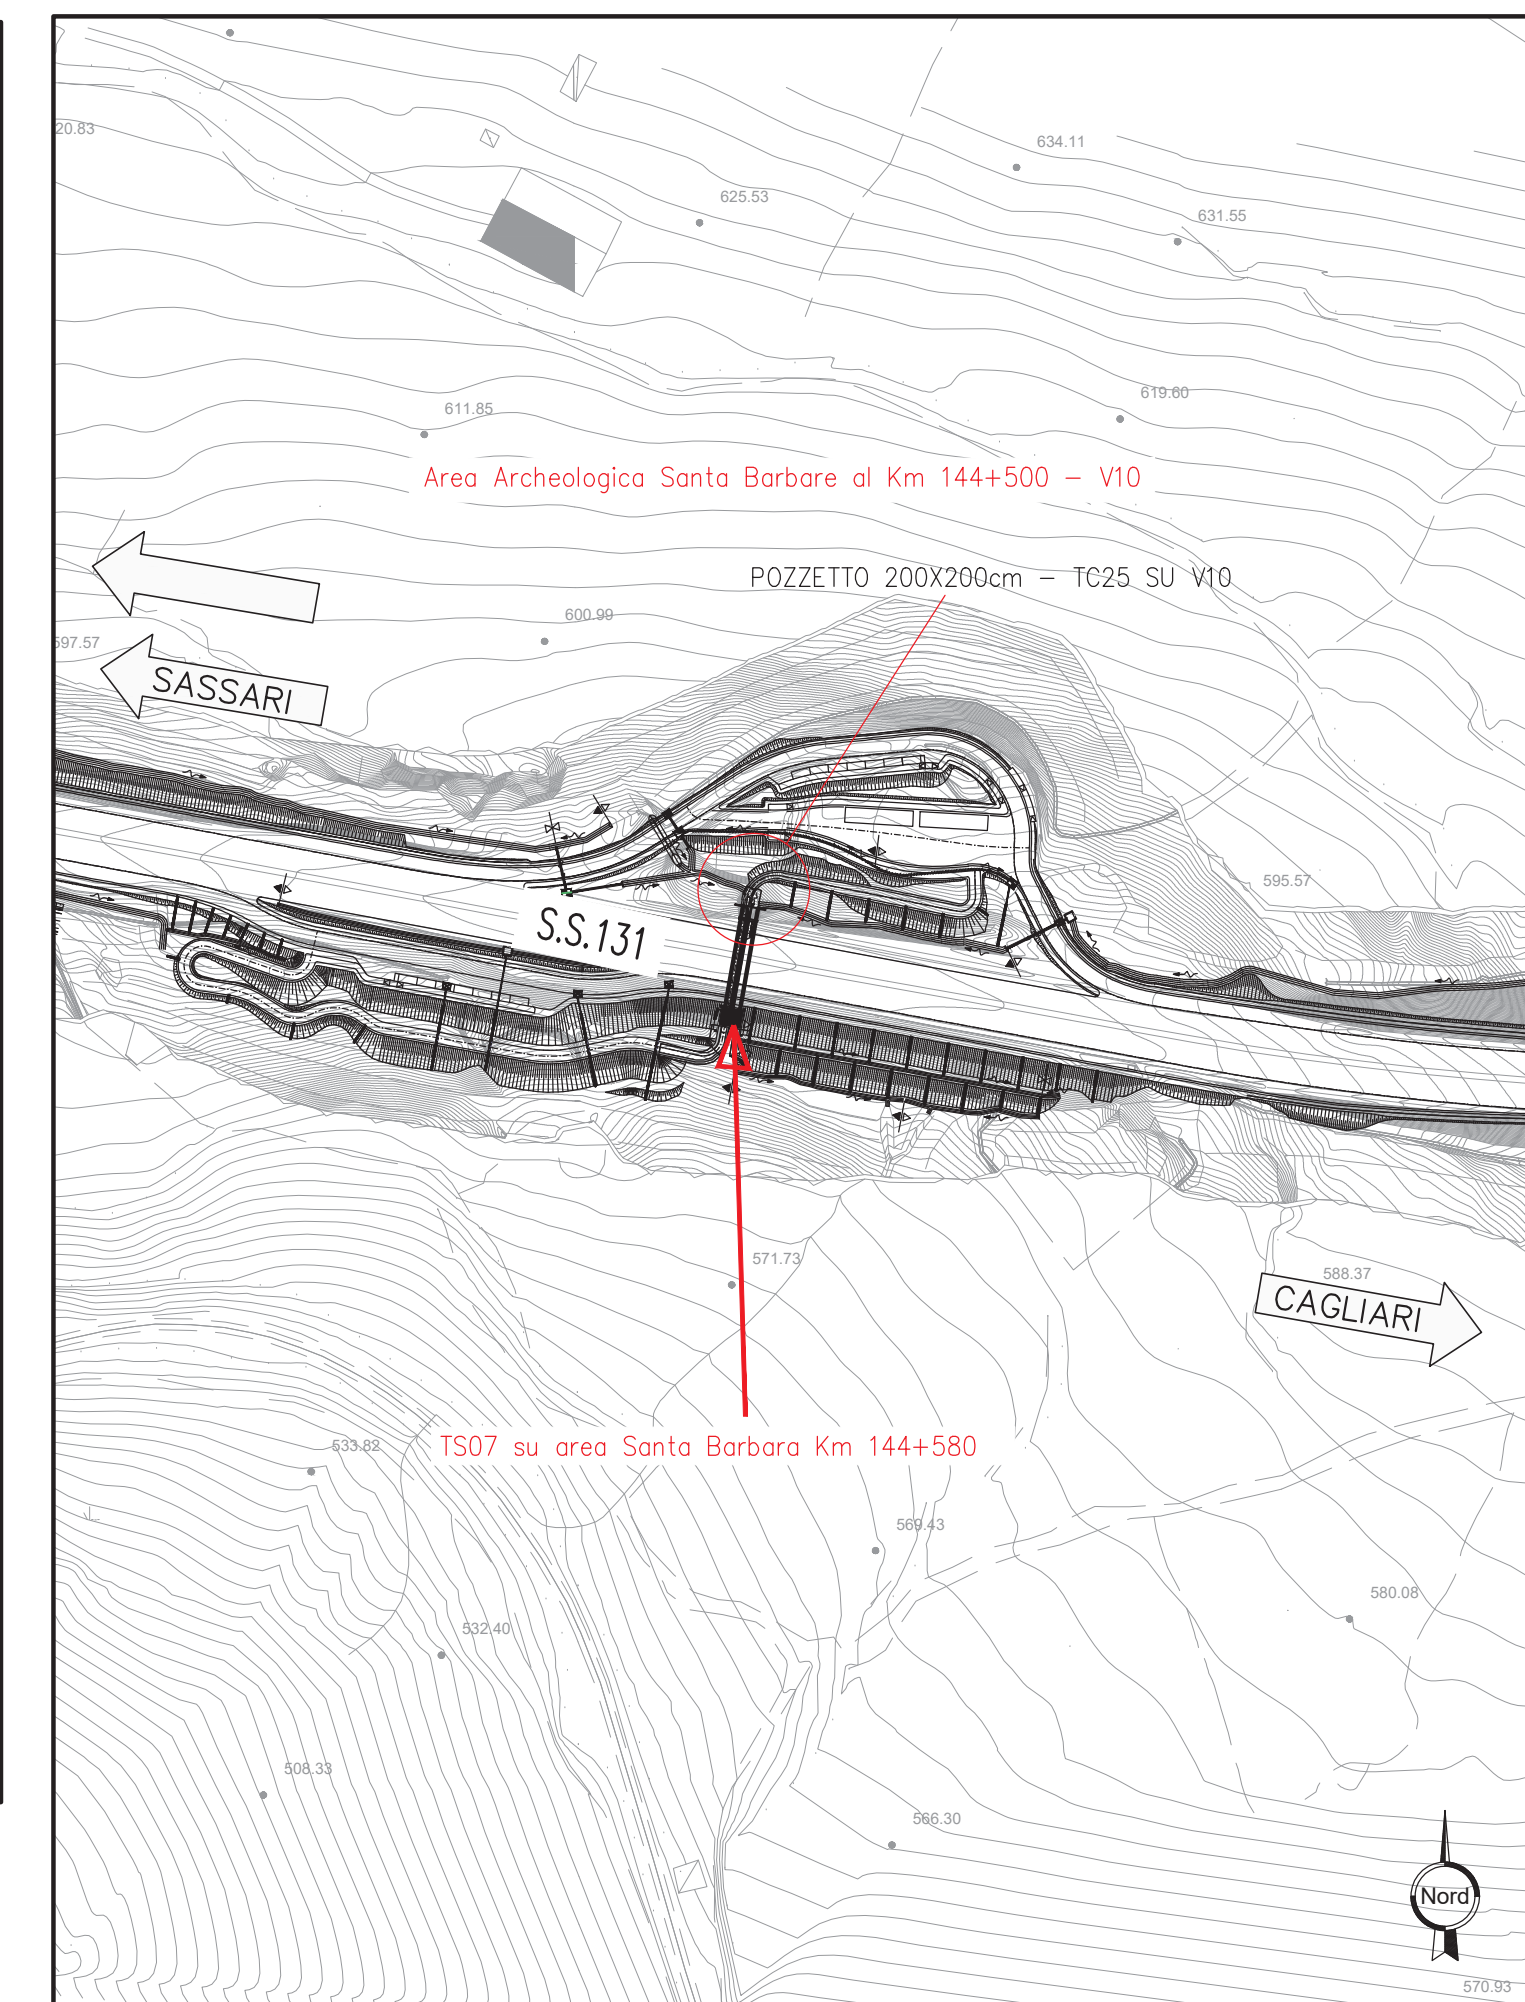 20.83
634.11
625.53
631.55
619.60
611.85
Area Archeologica Santa Barbare al Km 144+500 – V10
POZZETTO 200X200cm – TC25 SU V10
600.99
597.57
SASSARI
595.57
S.S.131
571.73
588.37
CAGLIARI
533.82
TS07 su area Santa Barbara Km 144+580
569.43
580.08
532.40
508.33
566.30
Nord
570.93